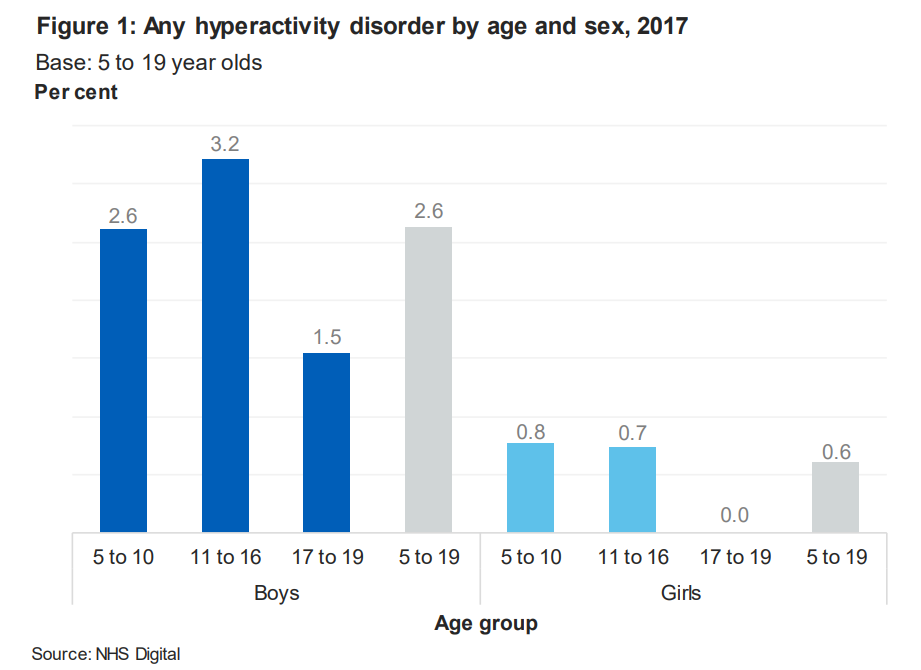 Figure 1: Any hyperactivity disorder by age and sex, 2017
Base: 5 to 19 year olds
Per cent
2.6
3.2
1.5
2.6
0.8
0.7
0.0
0.6
5 to 10 11 to 16 17 to 19 5 to 19 5 to 10 11 to 16 17 to 19 5 to 19
Boys Girls
Age group
Source: NHS Digital